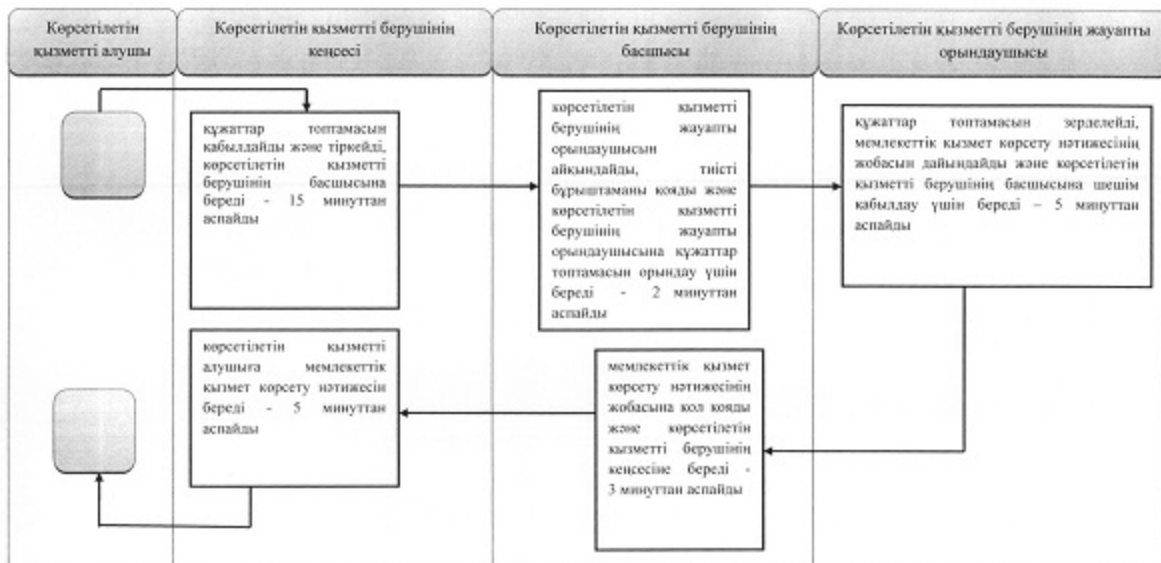 Көрсетілетін
қызметті алушы
Көрсетілетін қызметті берушінің
кеңсесі
Көрсетілетін қызметті берушінің
басшысы
Көрсетілетін қызметті берушінің жауапты
орындаушысы
құжаттар топтамасын
қабылдайды және тіркейді,
көрсетілетін қызметті
берушінің басшысына
береді - 15 минуттан
аспайды
көрсетілетін қызметті
берушінің жауапты
орындаушысын
айқындайды, тиісті
бұрыштаманы қояды және
көрсетілетін қызметті
берушінің жауапты
орындаушысына құжаттар
топтамасын орындау үшін
береді - 2 минуттан
аспайды
құжаттар топтамасын зерделейді,
мемлекеттік қызмет көрсету нәтижесінің
жобасын дайындайды және көрсетілетін
қызметті берушінің басшысына шешім
қабылдау үшін береді – 5 минуттан
аспайды
мемлекеттік қызмет
көрсету нәтижесінің
жобасына қол қояды
және көрсетілетін
қызметті берушінің
кеңсесіне береді -
3 минуттан аспайды
көрсетілетін қызметті
алушыға мемлекеттік
қызмет көрсету нәтижесін
береді - 5 минуттан
аспайды